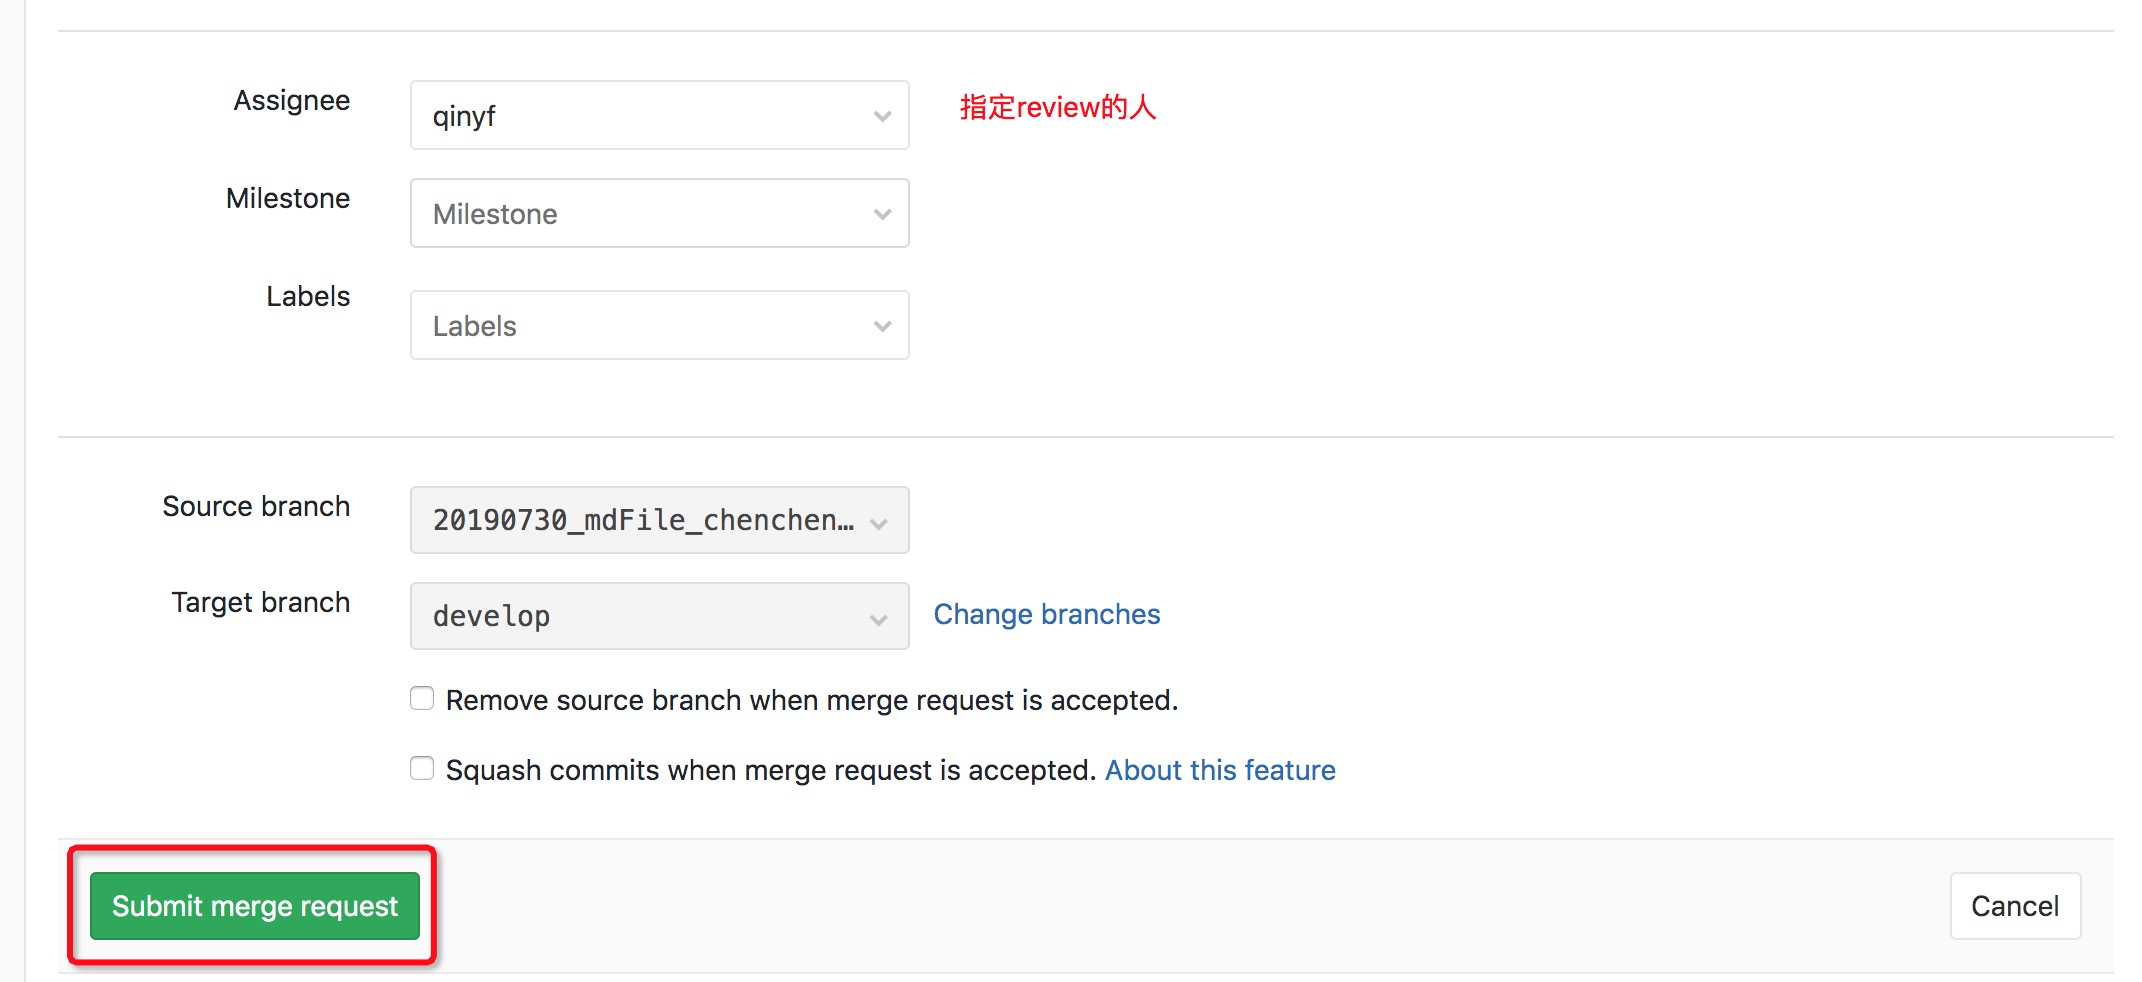 Assignee
qinyf
指定review的人
Milestone
Milestone
Labels
Labels
Source branch
20190730_mdFile_chenchen…
Target branch
develop
Change branches
Remove source branch when merge request is accepted.
Squash commits when merge request is accepted. About this feature
Submit merge request
Cancel